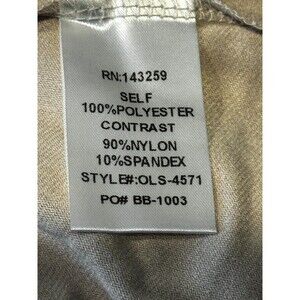 RN:143259
SELF
100%POLYESTER
CONTRAST
90%NYLON
10%SPANDEX
STYLE#:OLS-4571
PO# BB-1003